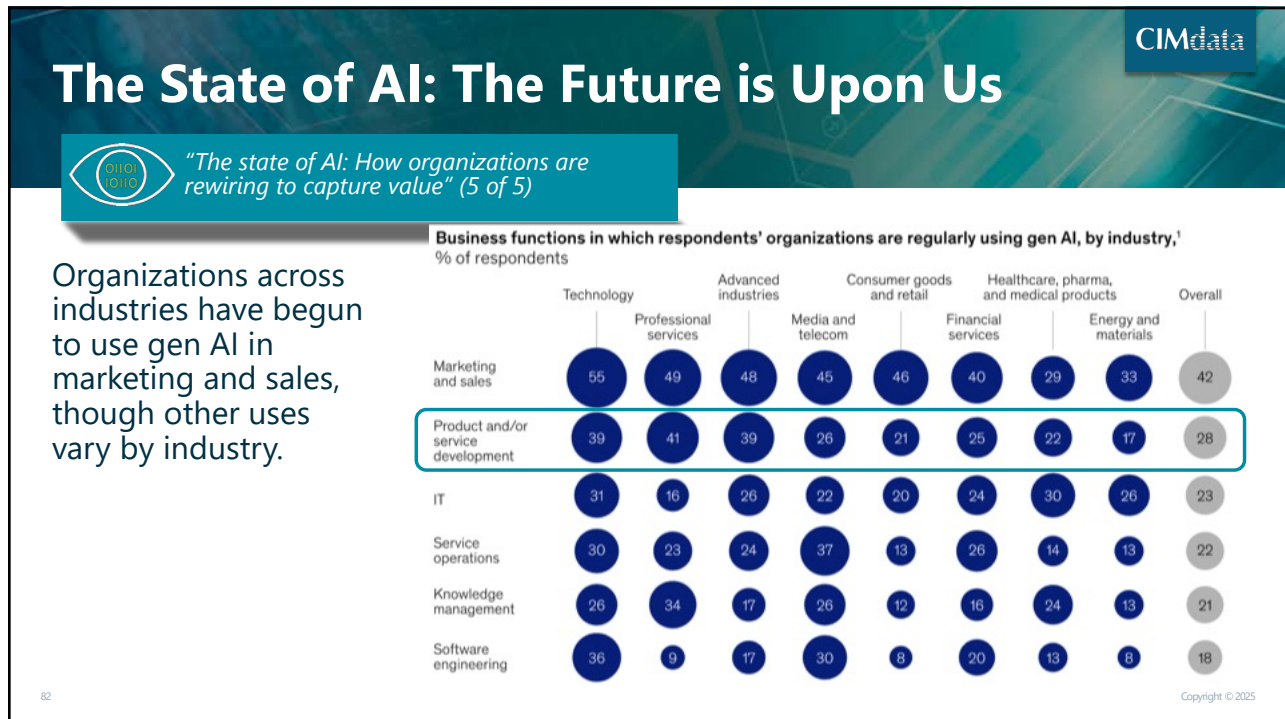 CIMdata
The State of AI: The Future is Upon Us
01101
10110
"The state of AI: How organizations are
rewiring to capture value" (5 of 5)
Organizations across
industries have begun
to use gen AI in
marketing and sales,
though other uses
vary by industry.
Business functions in which respondents' organizations are regularly using gen AI, by industry,¹
% of respondents
Technology
Professional
services
Advanced
industries
Media and
telecom
Consumer goods
and retail
Financial
services
Healthcare, pharma,
and medical products
Energy and
materials
Overall
Marketing
and sales
55 49 48 45 46 40 29 33 42
Product and/or
service
development
39 41 39 26 21 25 22 17 28
IT
31 16 26 22 20 24 30 26 23
Service
operations
30 23 24 37 13 26 14 13 22
Knowledge
management
26 34 17 26 12 16 24 13 21
Software
engineering
36 9 17 30 8 20 13 8 18
82
Copyright © 2025